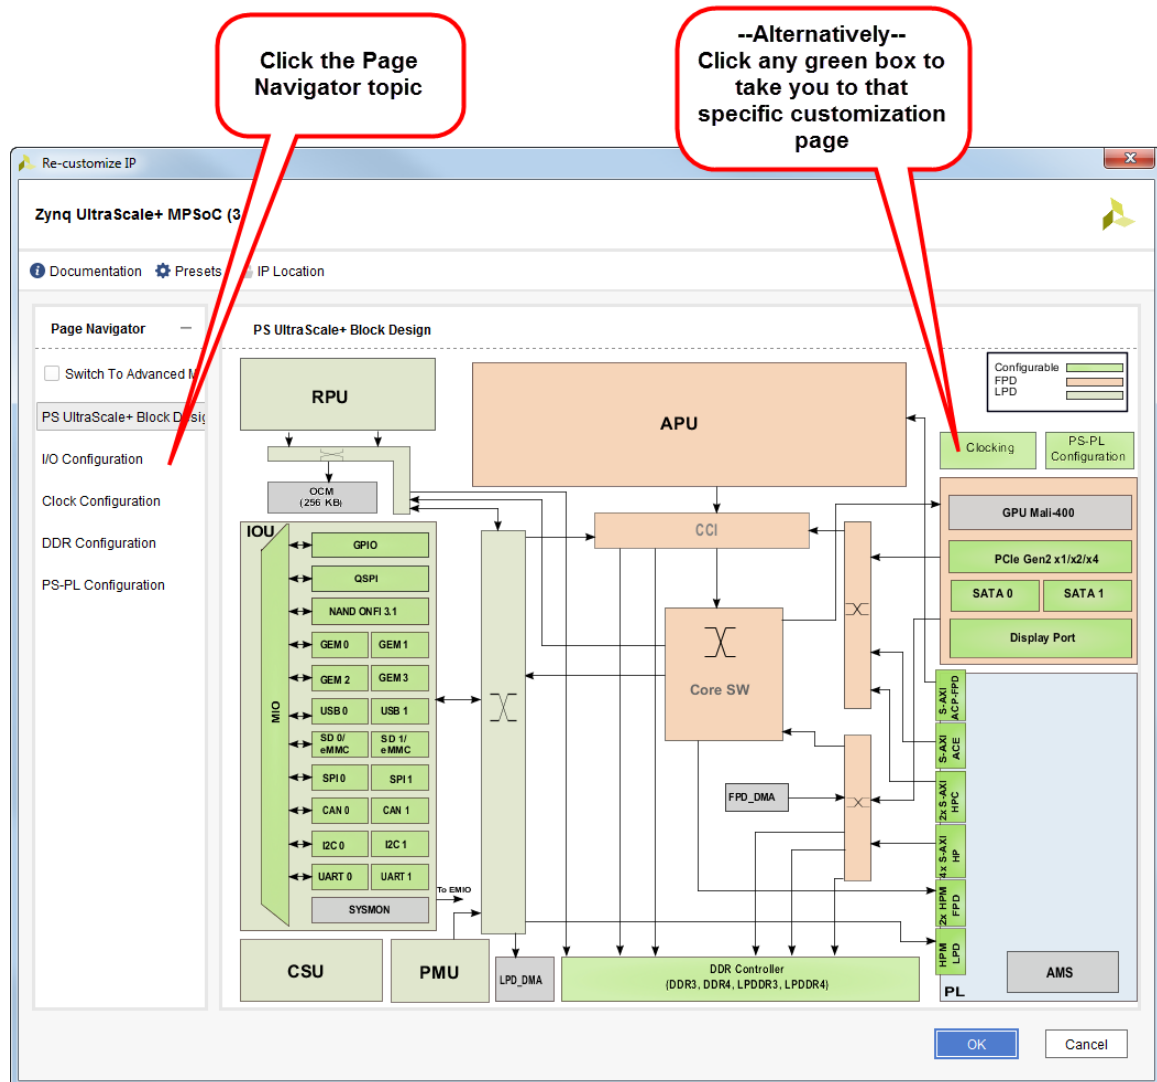 Click the Page
Navigator topic
--Alternatively--
Click any green box to
take you to that
specific customization
page
Re-customize IP
X
Zynq UltraScale+ MPSoC (3
Documentation
Presets
IP Location
Page Navigator
Switch To Advanced M
PS UltraScale+ Block Desig
I/O Configuration
Clock Configuration
DDR Configuration
PS-PL Configuration
PS UltraScale+ Block Design
Configurable
FPD
LPD
RPU
APU
Clocking
PS-PL
Configuration
OCM
(256 KB)
GPU Mali-400
IOU
CCI
GPIO
PCIe Gen2 x1/x2/x4
QSPI
SATA 0
SATA 1
NAND ONFI 3.1
Display Port
GEM 0
GEM 1
GEM 2
GEM 3
Core SW
S-AXI
ACP-FPD
MIO
USB 0
USB 1
SD 0/
eMMC
SD 1/
eMMC
S-AXI
ACE
SPI 0
SPI 1
FPD_DMA
2x S-AXI
HPC
CAN 0
CAN 1
I2C 0
I2C 1
4x S-AXI
HP
UART 0
UART 1
To EMIO
2x HPM
FPD
SYSMON
HPM
LPD
CSU
PMU
LPD_DMA
DDR Controller
(DDR3, DDR4, LPDDR3, LPDDR4)
AMS
PL
OK
Cancel